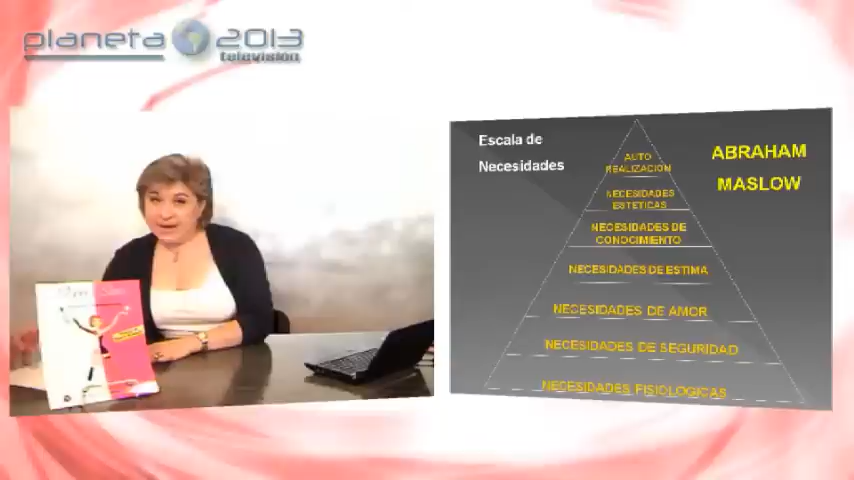 planeta 2013
televisión
Escala de
Necesidades
ABRAHAM
MASLOW
AUTO
REALIZACION
NECESIDADES
ESTETICAS
NECESIDADES DE
CONOCIMIENTO
NECESIDADES DE ESTIMA
NECESIDADES DE AMOR
NECESIDADES DE SEGURIDAD
NECESIDADES FISIOLOGICAS